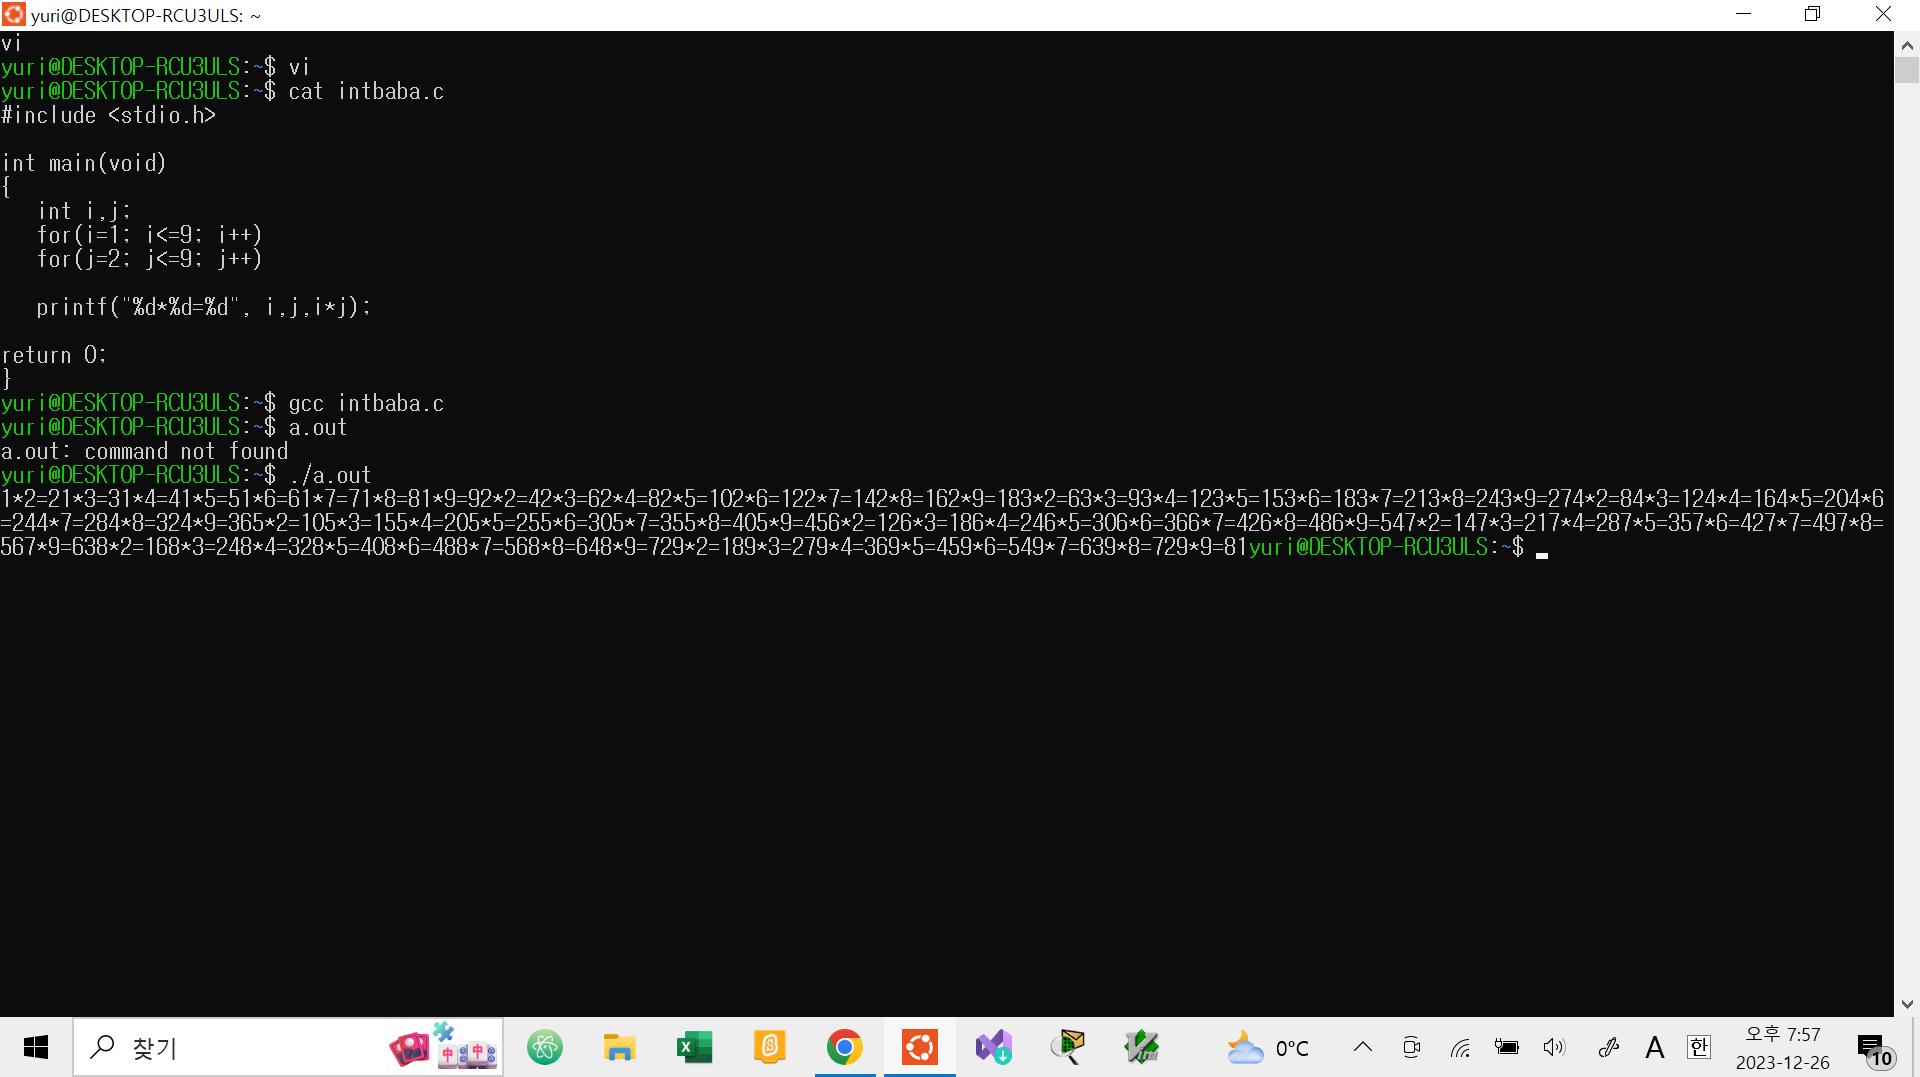 yuri@DESKTOP-RCU3ULS: ~
vi
yuri@DESKTOP-RCU3ULS:~$ vi
yuri@DESKTOP-RCU3ULS:~$ cat intbaba.c
#include <stdio.h>
int main(void)
{
int i,j;
for(i=1; i<=9; i++)
for(j=2; j<=9; j++)
printf("%d*%d=%d", i,j,i*j);
return 0;
}
yuri@DESKTOP-RCU3ULS:~$ gcc intbaba.c
yuri@DESKTOP-RCU3ULS:~$ a.out
a.out: command not found
yuri@DESKTOP-RCU3ULS:~$ ./a.out
1*2=21*3=31*4=41*5=51*6=61*7=71*8=81*9=92*2=42*3=62*4=82*5=102*6=122*7=142*8=162*9=183*2=63*3=93*4=123*5=153*6=183*7=213*8=243*9=274*2=84*3=124*4=164*5=204*6
=244*7=284*8=324*9=365*2=105*3=155*4=205*5=255*6=305*7=355*8=405*9=456*2=126*3=186*4=246*5=306*6=366*7=426*8=486*9=547*2=147*3=217*4=287*5=357*6=427*7=497*8=
567*9=638*2=168*3=248*4=328*5=408*6=488*7=568*8=648*9=729*2=189*3=279*4=369*5=459*6=549*7=639*8=729*9=81yuri@DESKTOP-RCU3ULS:~$
찾기
0°C
A
한
오후 7:57
2023-12-26
10